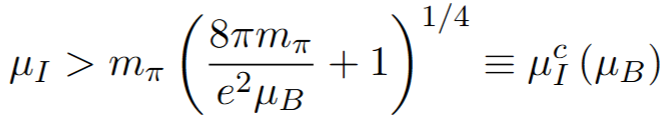 μ_I > m_π (8πm_π / e²μ_B + 1)^{1/4} ≡ μ_I^c (μ_B)